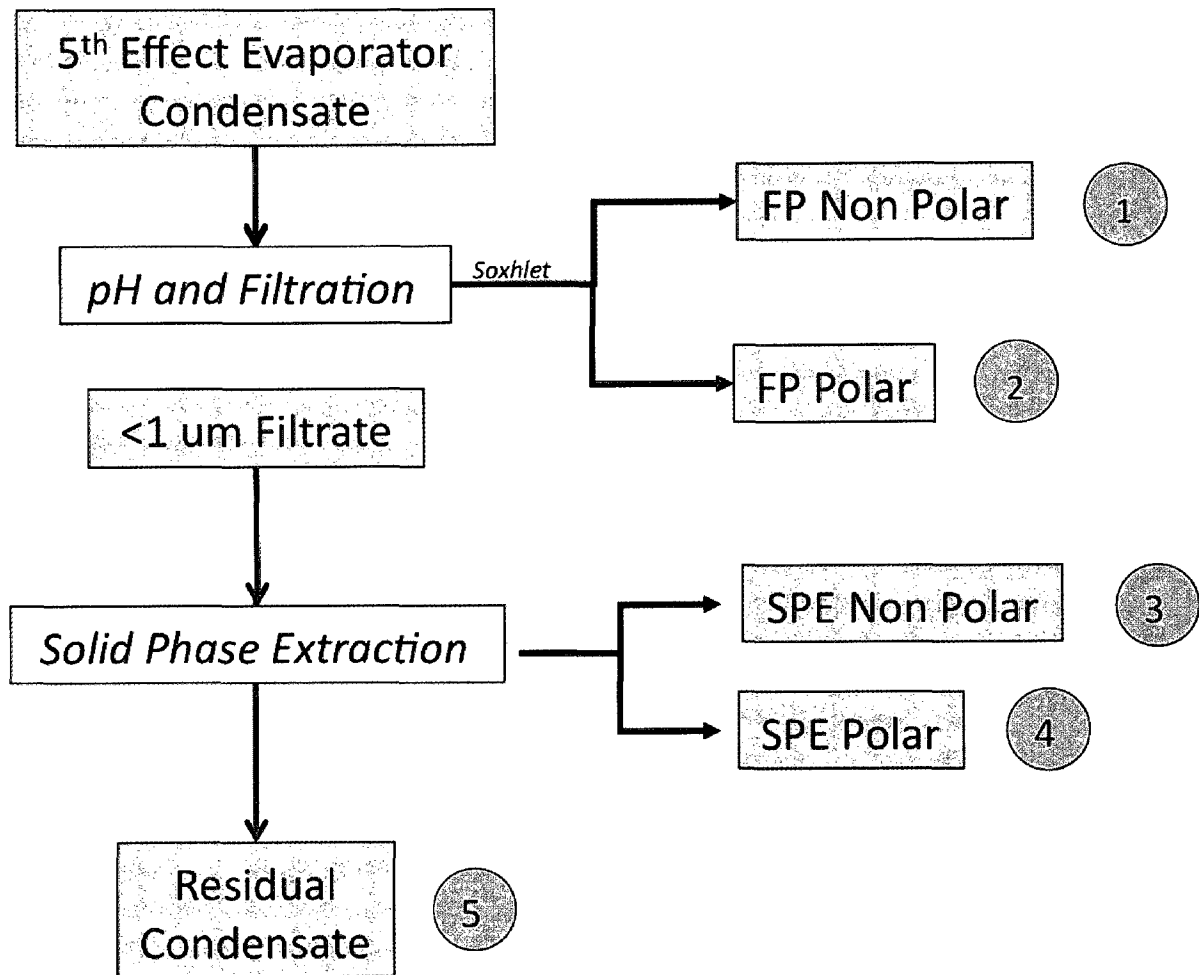 5th Effect Evaporator
Condensate
FP Non Polar
1
pH and Filtration
Soxhlet
FP Polar
2
<1 um Filtrate
SPE Non Polar
3
Solid Phase Extraction
SPE Polar
4
Residual
Condensate
5